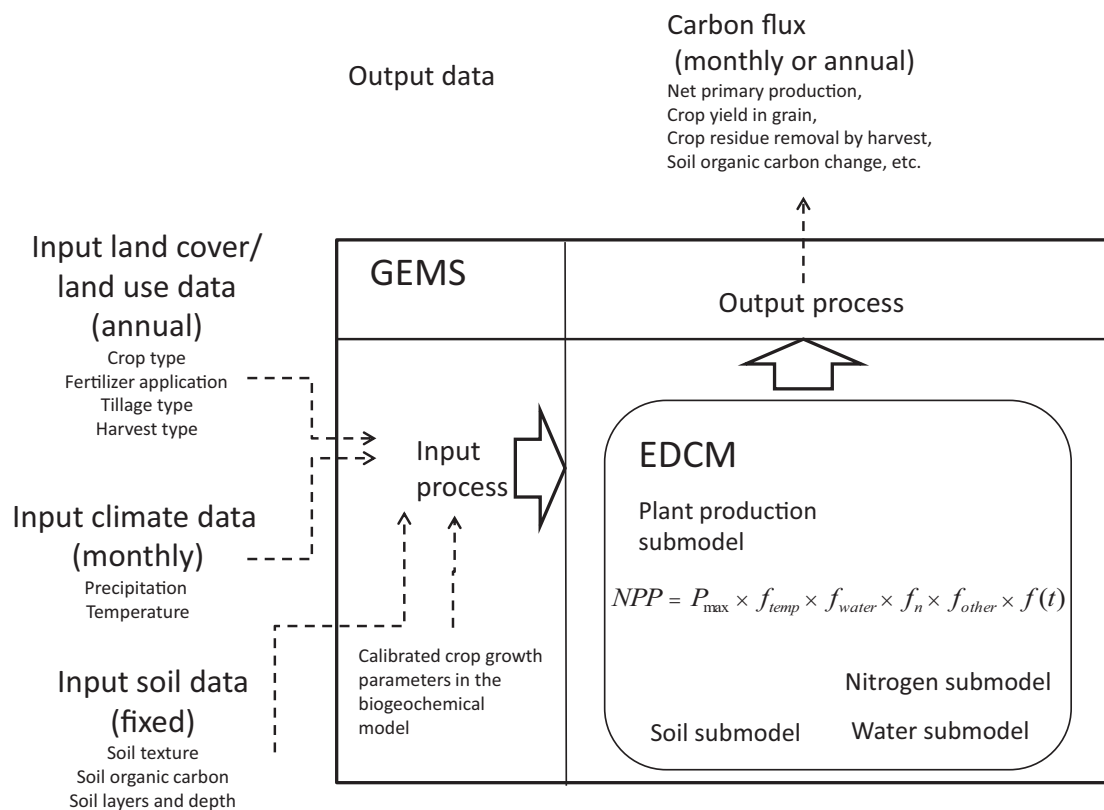 Output data
Carbon flux
(monthly or annual)
Net primary production,
Crop yield in grain,
Crop residue removal by harvest,
Soil organic carbon change, etc.
Input land cover/
land use data
(annual)
Crop type
Fertilizer application
Tillage type
Harvest type
Input climate data
(monthly)
Precipitation
Temperature
Input soil data
(fixed)
Soil texture
Soil organic carbon
Soil layers and depth
GEMS
Output process
Input
process
Calibrated crop growth
parameters in the
biogeochemical
model
EDCM
Plant production
submodel
NPP = P_max × f_temp × f_water × f_n × f_other × f(t)
Nitrogen submodel
Soil submodel
Water submodel